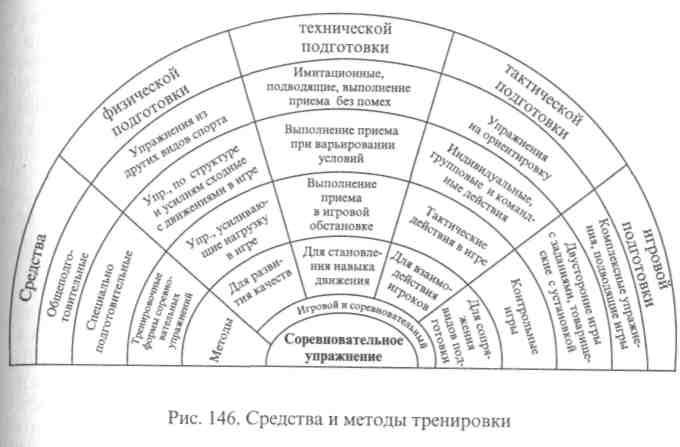 технической
подготовки
физической
подготовки
тактической
подготовки
игровой
подготовки
Средства
Общеподго-
товительные
Упражнения из
других видов спорта
Имитационные,
подводящие, выполнение
приема без помех
Упражнения
на ориентировку
Комплексные упражне-
ния, подводящие игры
Специально
подготовительные
Упр., по структуре
и усилиям сходные
с движениями в игре
Выполнение приема
при варьировании
условий
Индивидуальные,
групповые и команд-
ные действия
Двусторонние игры
с заданиями, товарище-
ские с установкой
Тренировочные
формы соревно-
вательных
упражнений
Упр., усиливаю-
щие нагрузку
в игре
Выполнение
приема
в игровой
обстановке
Тактические
действия в игре
Контрольные
игры
Методы
Для разви-
тия качеств
Для становле-
ния навыка
движения
Для взаимо-
действия
игроков
Для сопря-
жения
видов под-
готовки
Игровой и соревновательный
Соревновательное
упражнение
Рис. 146. Средства и методы тренировки